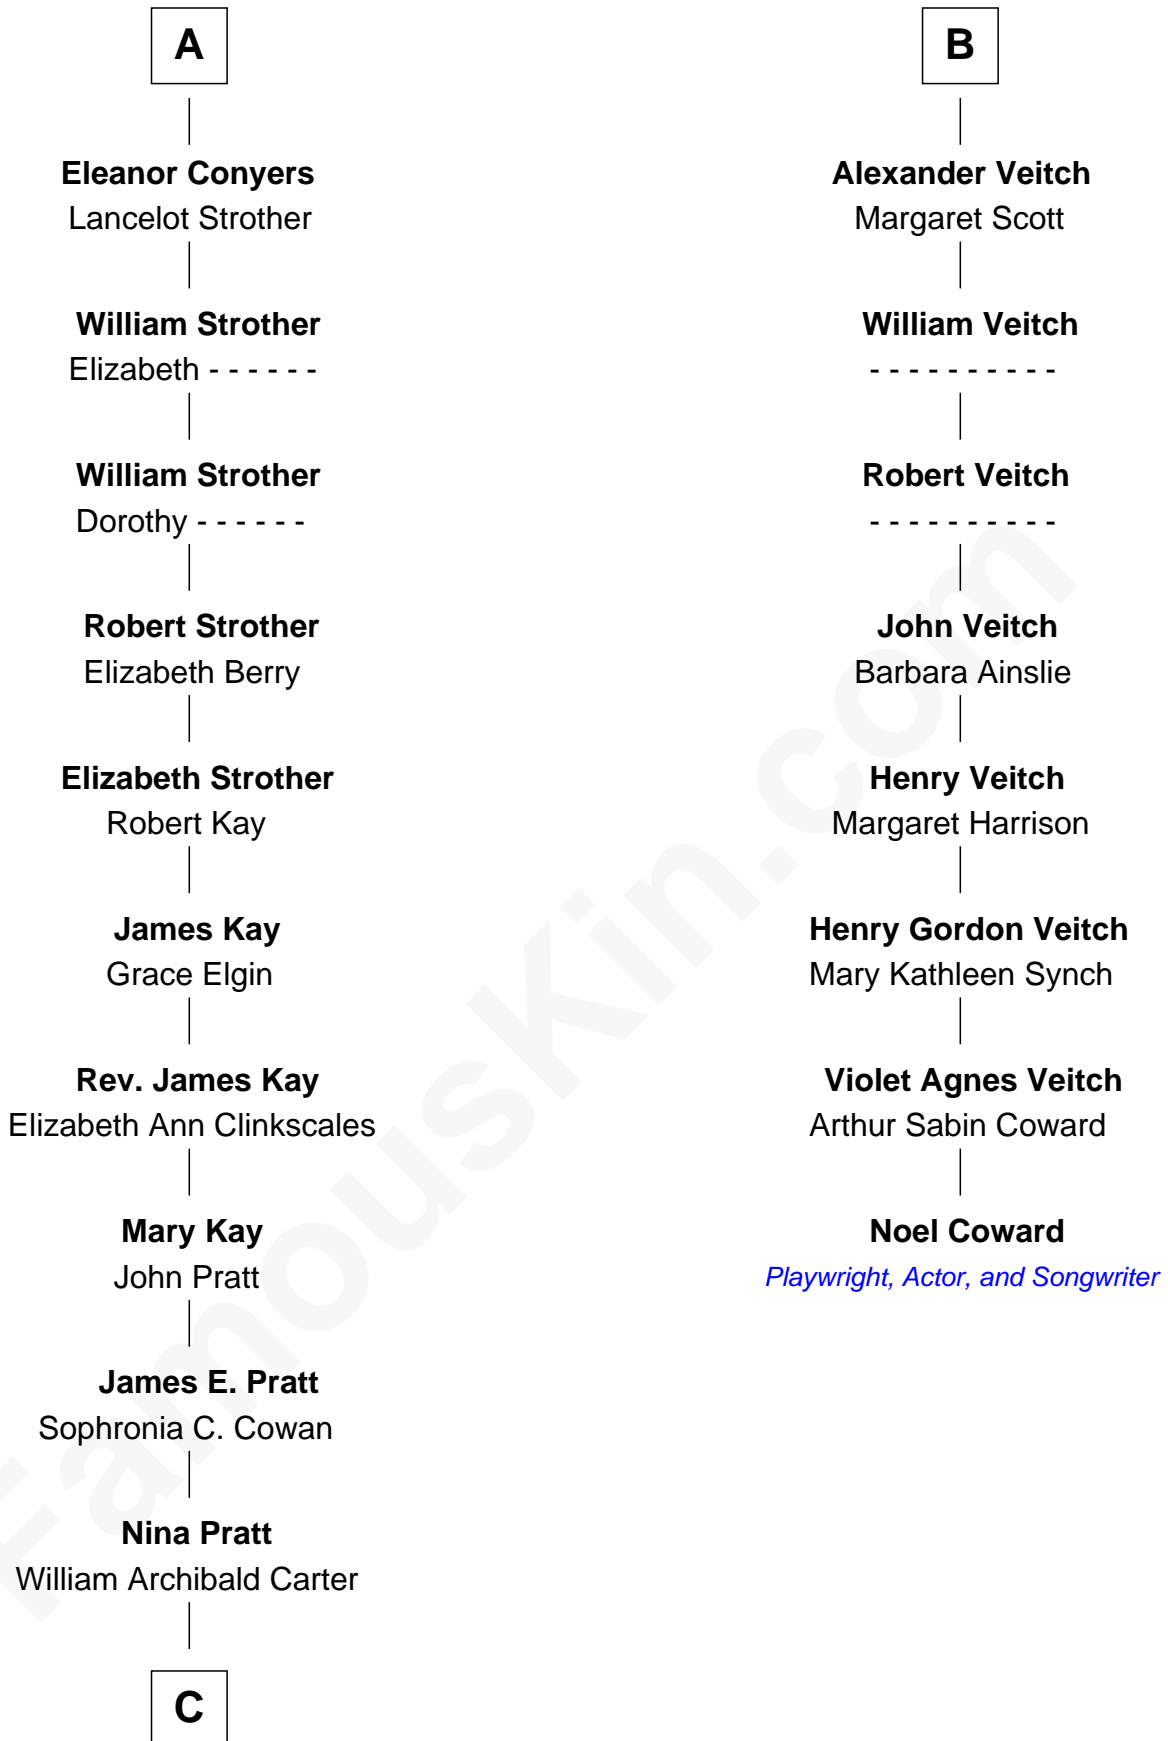 A
Eleanor Conyers
Lancelot Strother
William Strother
Elizabeth - - - - - -
William Strother
Dorothy - - - - - -
Robert Strother
Elizabeth Berry
Elizabeth Strother
Robert Kay
James Kay
Grace Elgin
Rev. James Kay
Elizabeth Ann Clinkscales
Mary Kay
John Pratt
James E. Pratt
Sophronia C. Cowan
Nina Pratt
William Archibald Carter
C
B
Alexander Veitch
Margaret Scott
William Veitch
- - - - - - - - - -
Robert Veitch
- - - - - - - - - -
John Veitch
Barbara Ainslie
Henry Veitch
Margaret Harrison
Henry Gordon Veitch
Mary Kathleen Synch
Violet Agnes Veitch
Arthur Sabin Coward
Noel Coward
Playwright, Actor, and Songwriter
FamousKin.com